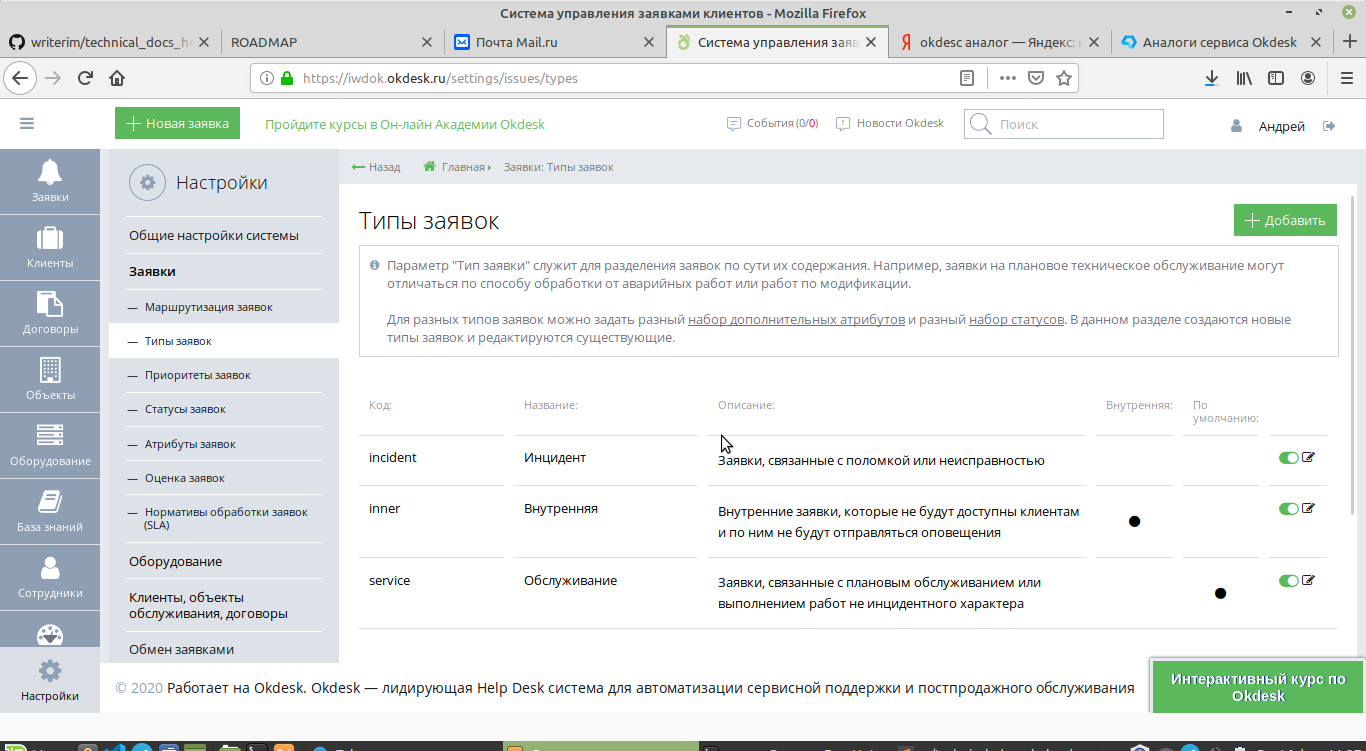 Система управления заявками клиентов - Mozilla Firefox
writerim/technical_docs_he
ROADMAP
Почта Mail.ru
Система управления заяв
okdesc аналог — Яндекс:
Аналоги сервиса Okdesk
https://iwdok.okdesk.ru/settings/issues/types
Новая заявка
Пройдите курсы в Он-лайн Академии Okdesk
События (0/0)
Новости Okdesk
Поиск
Андрей
Заявки
Клиенты
Договоры
Объекты
Оборудование
База знаний
Сотрудники
Настройки
Настройки
Общие настройки системы
Заявки
— Маршрутизация заявок
— Типы заявок
— Приоритеты заявок
— Статусы заявок
— Атрибуты заявок
— Оценка заявок
— Нормативы обработки заявок
(SLA)
Оборудование
Клиенты, объекты
обслуживания, договоры
Обмен заявками
Назад
Главная
Заявки: Типы заявок
Типы заявок
Добавить
Параметр "Тип заявки" служит для разделения заявок по сути их содержания. Например, заявки на плановое техническое обслуживание могут
отличаться по способу обработки от аварийных работ или работ по модификации.
Для разных типов заявок можно задать разный набор дополнительных атрибутов и разный набор статусов. В данном разделе создаются новые
типы заявок и редактируются существующие.
Код:
Название:
Описание:
Внутренняя:
По
умолчанию:
incident
Инцидент
Заявки, связанные с поломкой или неисправностью
inner
Внутренняя
Внутренние заявки, которые не будут доступны клиентам
и по ним не будут отправляться оповещения
service
Обслуживание
Заявки, связанные с плановым обслуживанием или
выполнением работ не инцидентного характера
© 2020 Работает на Okdesk. Okdesk — лидирующая Help Desk система для автоматизации сервисной поддержки и постпродажного обслуживания
Интерактивный курс по
Okdesk